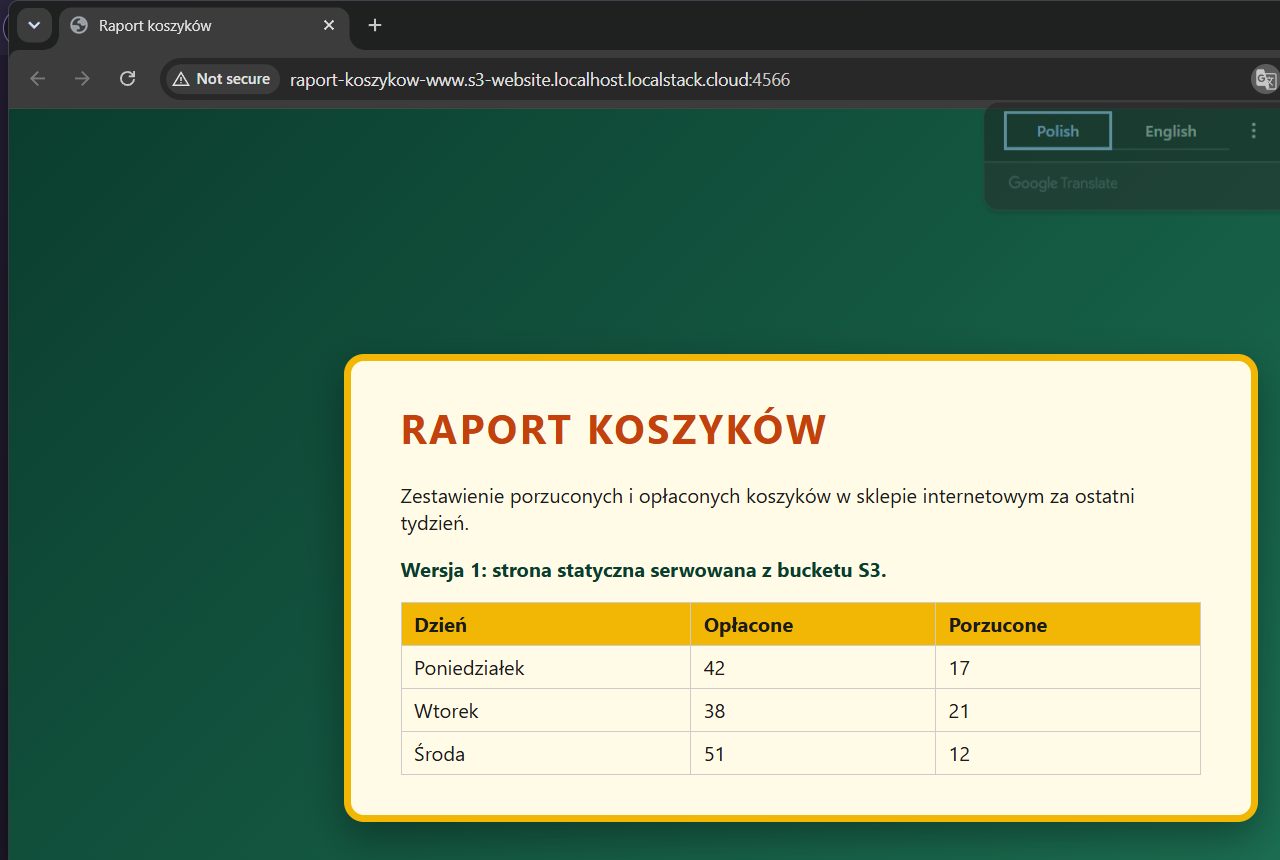 Raport koszyków
Not secure raport-koszykow-www.s3-website.localhost.localstack.cloud:4566
Polish English
Google Translate
RAPORT KOSZYKÓW
Zestawienie porzuconych i opłaconych koszyków w sklepie internetowym za ostatni
tydzień.
Wersja 1: strona statyczna serwowana z bucketu S3.
Dzień Opłacone Porzucone
Poniedziałek 42 17
Wtorek 38 21
Środa 51 12